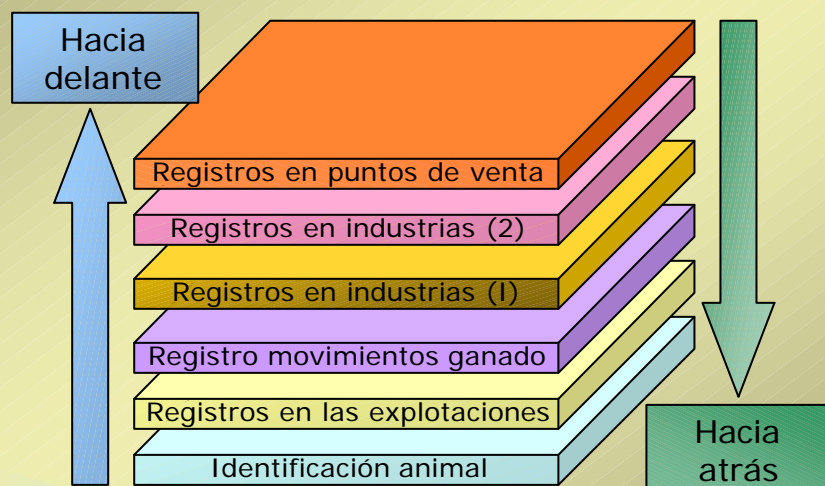 Hacia
delante
Registros en puntos de venta
Registros en industrias (2)
Registros en industrias (I)
Registro movimientos ganado
Registros en las explotaciones
Identificación animal
Hacia
atrás